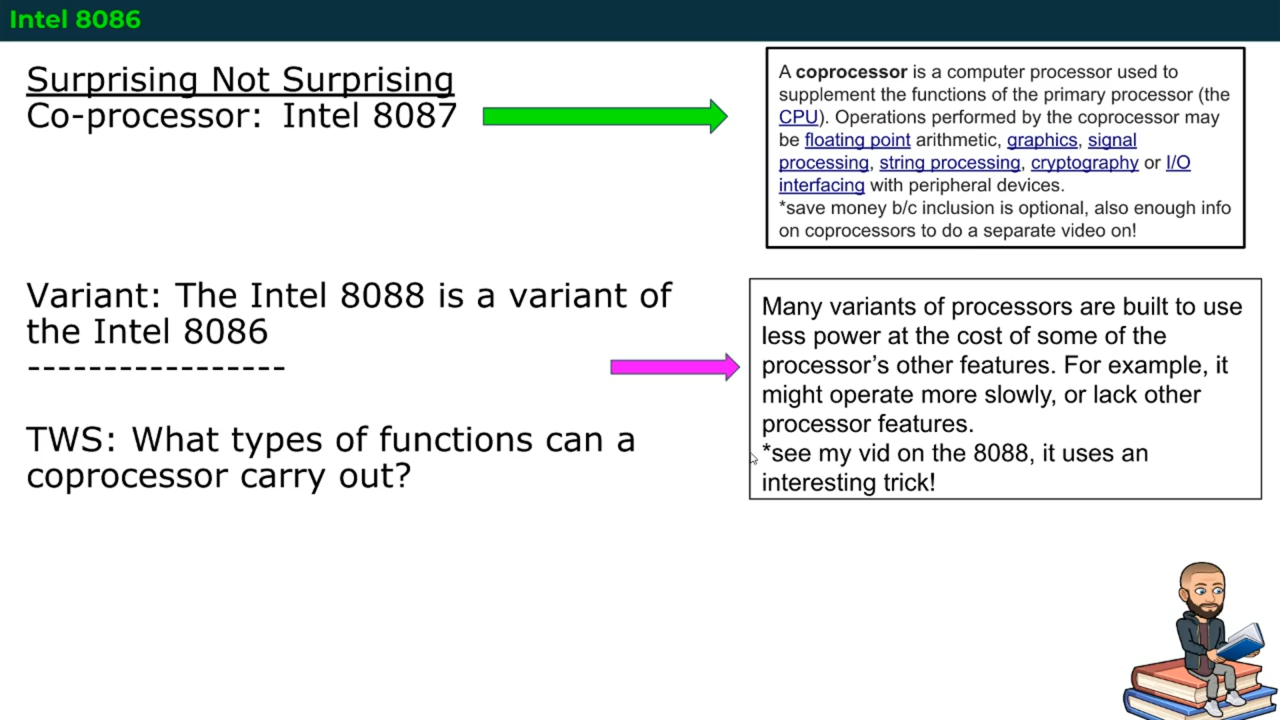 Intel 8086
Surprising Not Surprising
Co-processor: Intel 8087
A coprocessor is a computer processor used to
supplement the functions of the primary processor (the
CPU). Operations performed by the coprocessor may
be floating point arithmetic, graphics, signal
processing, string processing, cryptography or I/O
interfacing with peripheral devices.
*save money b/c inclusion is optional, also enough info
on coprocessors to do a separate video on!
Variant: The Intel 8088 is a variant of
the Intel 8086
-----------------
Many variants of processors are built to use
less power at the cost of some of the
processor’s other features. For example, it
might operate more slowly, or lack other
processor features.
*see my vid on the 8088, it uses an
interesting trick!
TWS: What types of functions can a
coprocessor carry out?